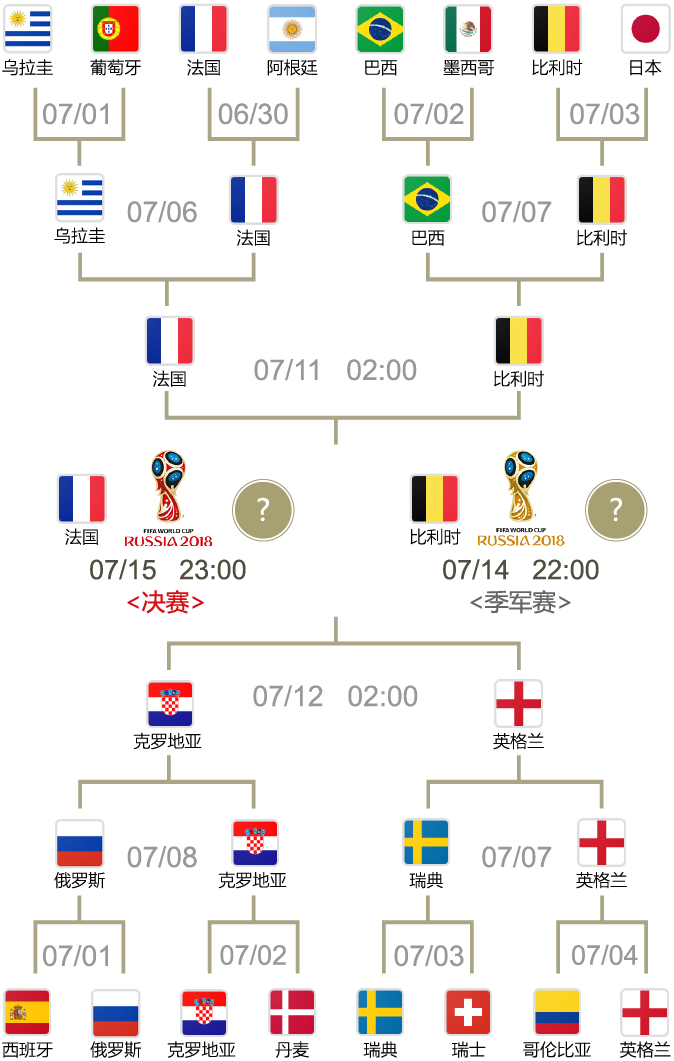 乌拉圭 葡萄牙 法国 阿根廷 巴西 墨西哥 比利时 日本
07/01 06/30 07/02 07/03
乌拉圭 07/06 法国 巴西 07/07 比利时
法国 07/11 02:00 比利时
? ?
FIFA WORLD CUP FIFA WORLD CUP
法国 RUSSIA 2018 比利时 RUSSIA 2018
07/15 23:00 07/14 22:00
<决赛> <季军赛>
克罗地亚 07/12 02:00 英格兰
俄罗斯 07/08 克罗地亚 瑞典 07/07 英格兰
07/01 07/02 07/03 07/04
西班牙 俄罗斯 克罗地亚 丹麦 瑞典 瑞士 哥伦比亚 英格兰